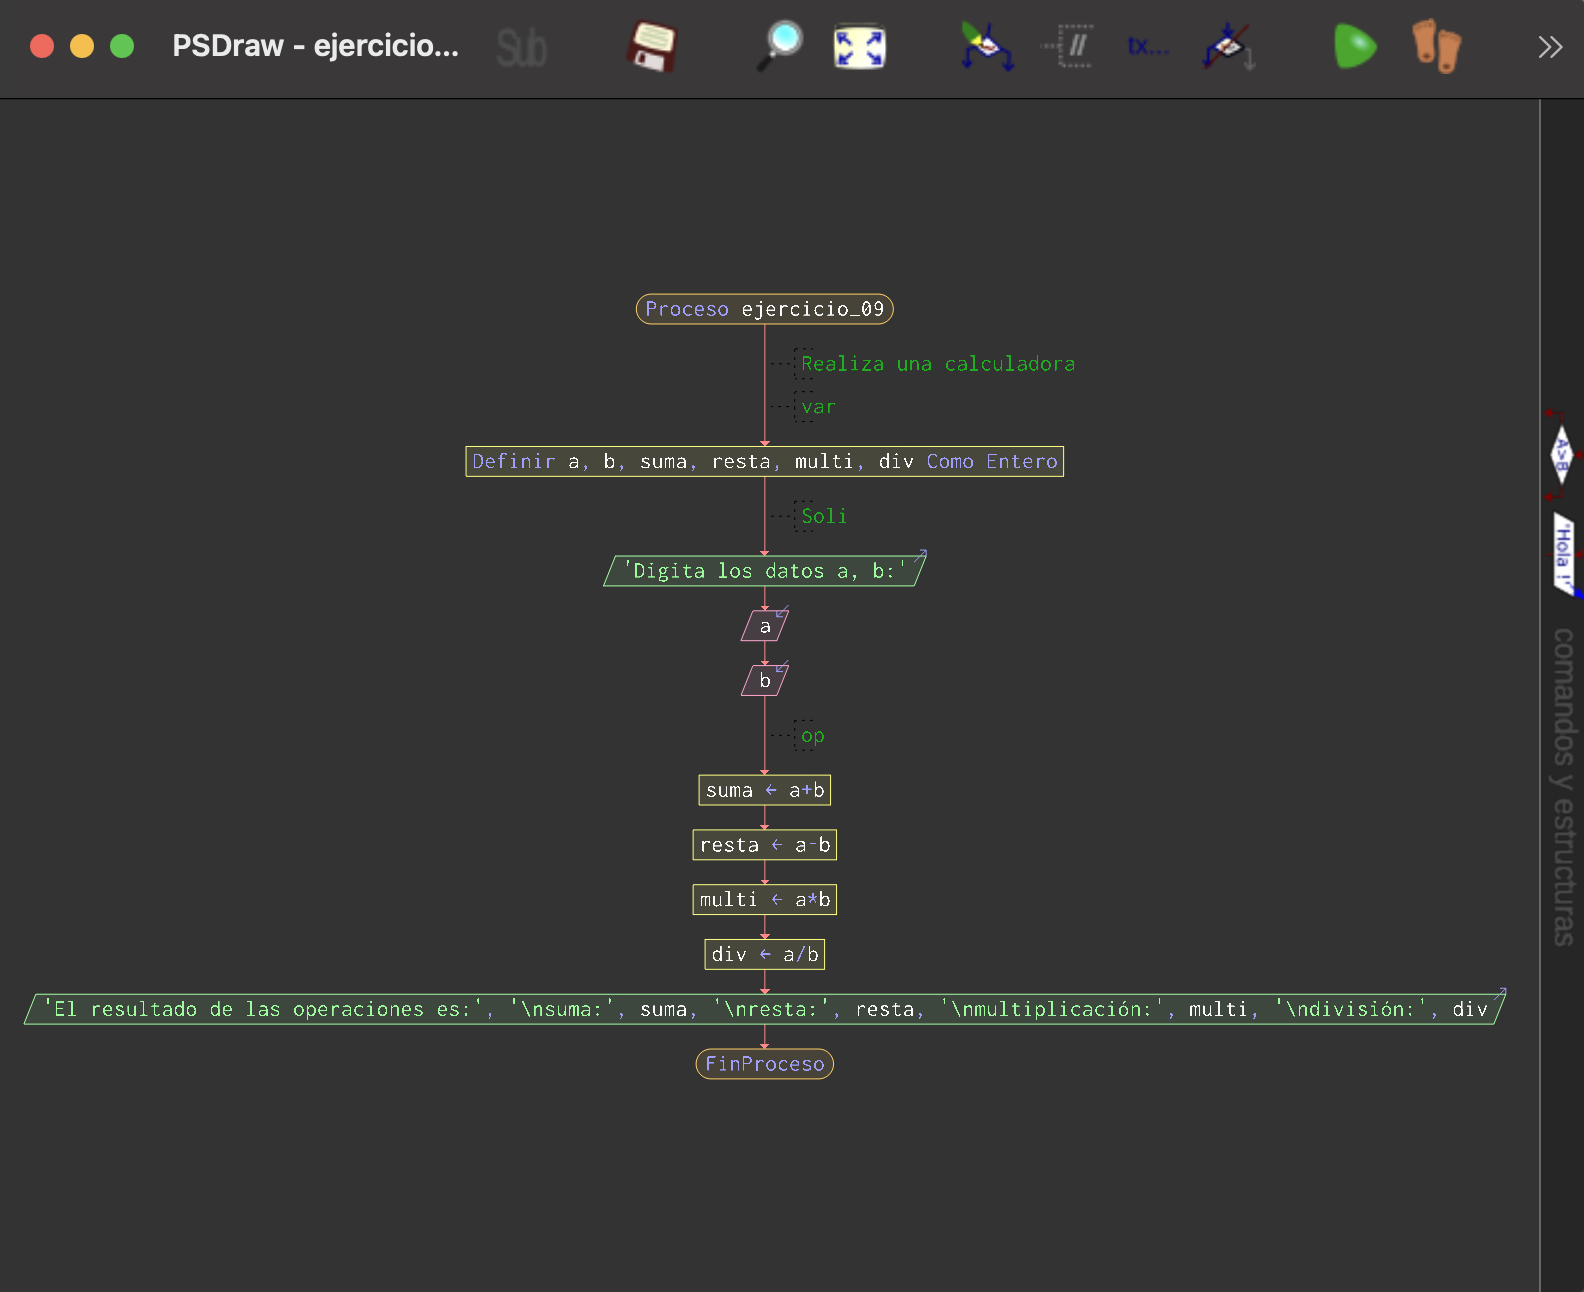 PSDraw - ejercicio...
Sub
//
tx...
Proceso ejercicio_09
Realiza una calculadora
var
Definir a, b, suma, resta, multi, div Como Entero
Soli
'Digita los datos a, b:'
a
b
op
suma ← a+b
resta ← a-b
multi ← a*b
div ← a/b
'El resultado de las operaciones es:', '\nsuma:', suma, '\nresta:', resta, '\nmultiplicación:', multi, '\ndivisión:', div
FinProceso
A>B
'Hola !'
comandos y estructuras